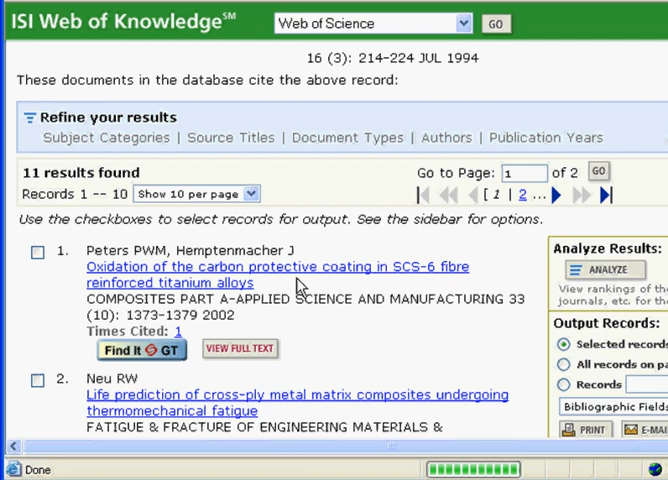 ISI Web of Knowledge℠ Web of Science GO
16 (3): 214-224 JUL 1994
These documents in the database cite the above record:
Refine your results
Subject Categories | Source Titles | Document Types | Authors | Publication Years
11 results found Go to Page: 1 of 2 GO
Records 1 -- 10 Show 10 per page [ 1 | 2 ...
Use the checkboxes to select records for output. See the sidebar for options.
1. Peters PWM, Hemptenmacher J
Oxidation of the carbon protective coating in SCS-6 fibre
reinforced titanium alloys
COMPOSITES PART A-APPLIED SCIENCE AND MANUFACTURING 33
(10): 1373-1379 2002
Times Cited: 1
Find It GT VIEW FULL TEXT
2. Neu RW
Life prediction of cross-ply metal matrix composites undergoing
thermomechanical fatigue
FATIGUE & FRACTURE OF ENGINEERING MATERIALS &
Analyze Results:
ANALYZE
View rankings of th
journals, etc. for th
Output Records:
Selected records
All records on pa
Records
Bibliographic Fields
PRINT E-MAI
Done